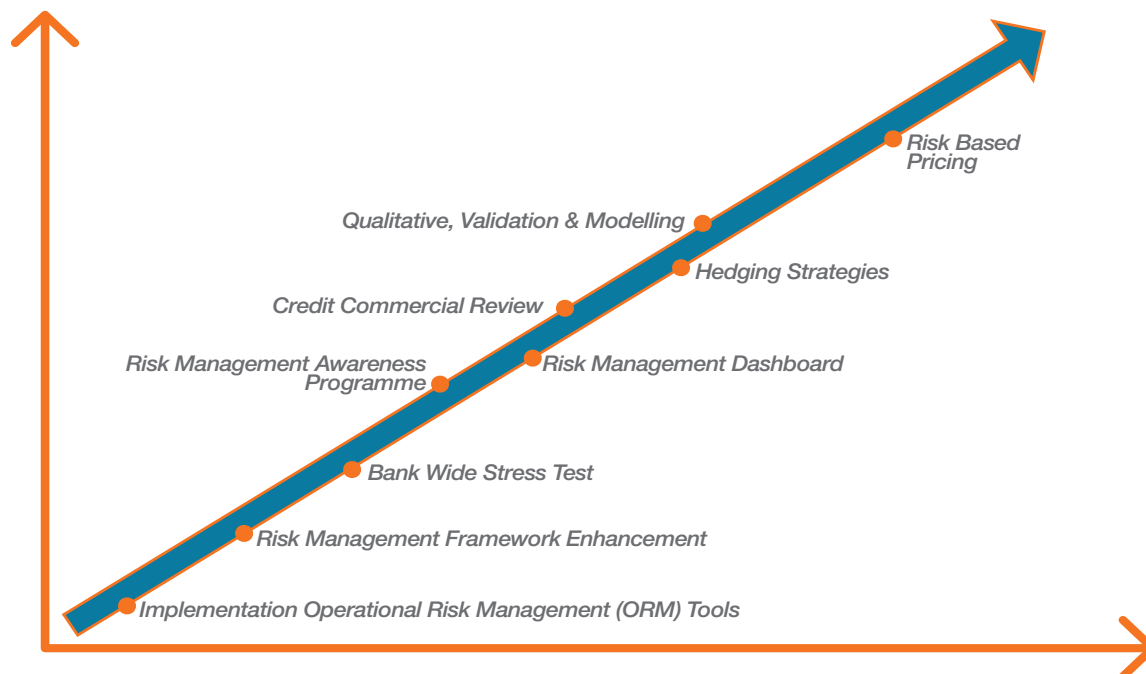 Risk Based
Pricing
Qualitative, Validation & Modelling
Hedging Strategies
Credit Commercial Review
Risk Management Awareness
Programme
Risk Management Dashboard
Bank Wide Stress Test
Risk Management Framework Enhancement
Implementation Operational Risk Management (ORM) Tools